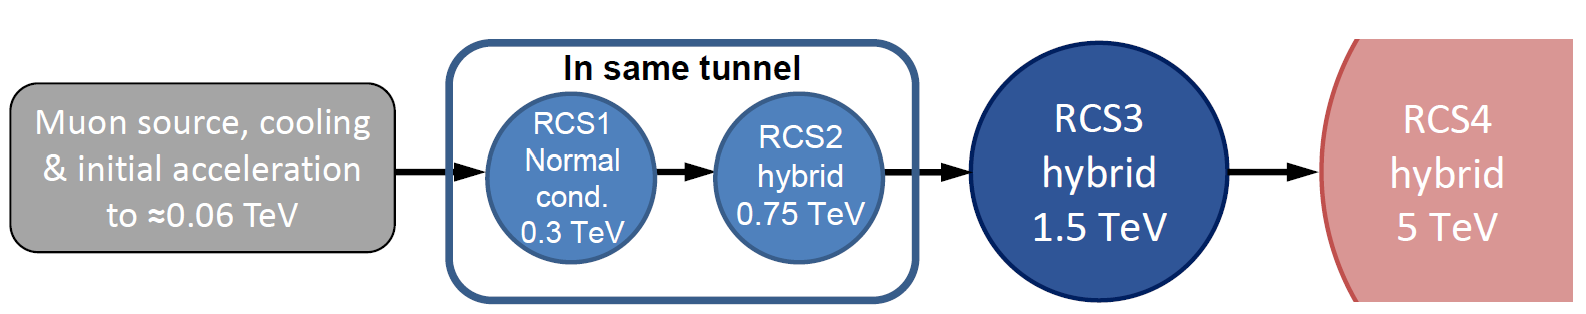 Muon source, cooling
& initial acceleration
to ≈0.06 TeV
In same tunnel
RCS1
Normal
cond.
0.3 TeV
RCS2
hybrid
0.75 TeV
RCS3
hybrid
1.5 TeV
RCS4
hybrid
5 TeV